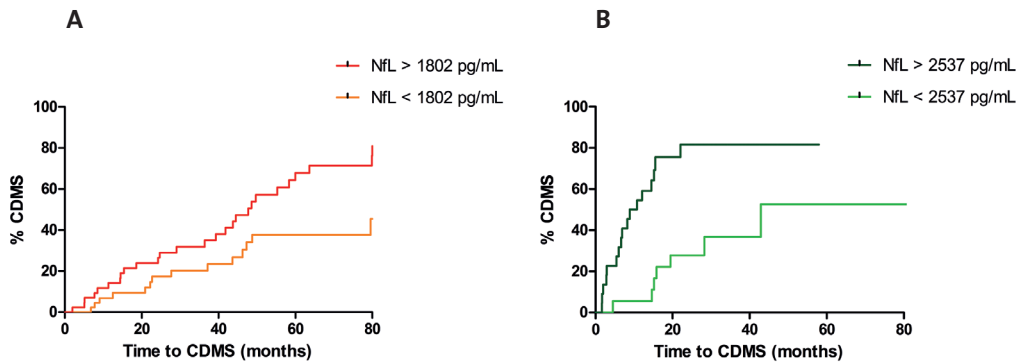 A
NfL > 1802 pg/mL
NfL < 1802 pg/mL
100
80
60
40
20
0
% CDMS
0 20 40 60 80
Time to CDMS (months)
B
NfL > 2537 pg/mL
NfL < 2537 pg/mL
100
80
60
40
20
0
% CDMS
0 20 40 60 80
Time to CDMS (months)